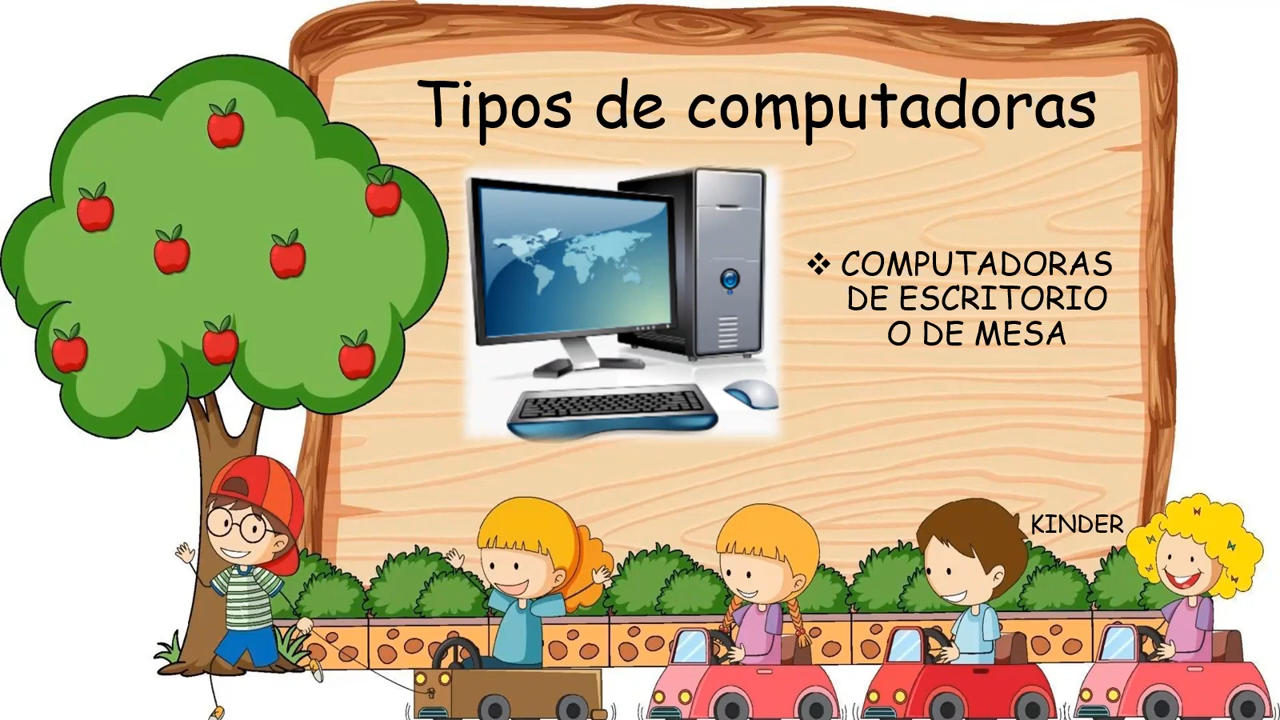 Tipos de computadoras
❖ COMPUTADORAS
DE ESCRITORIO
O DE MESA
KINDER